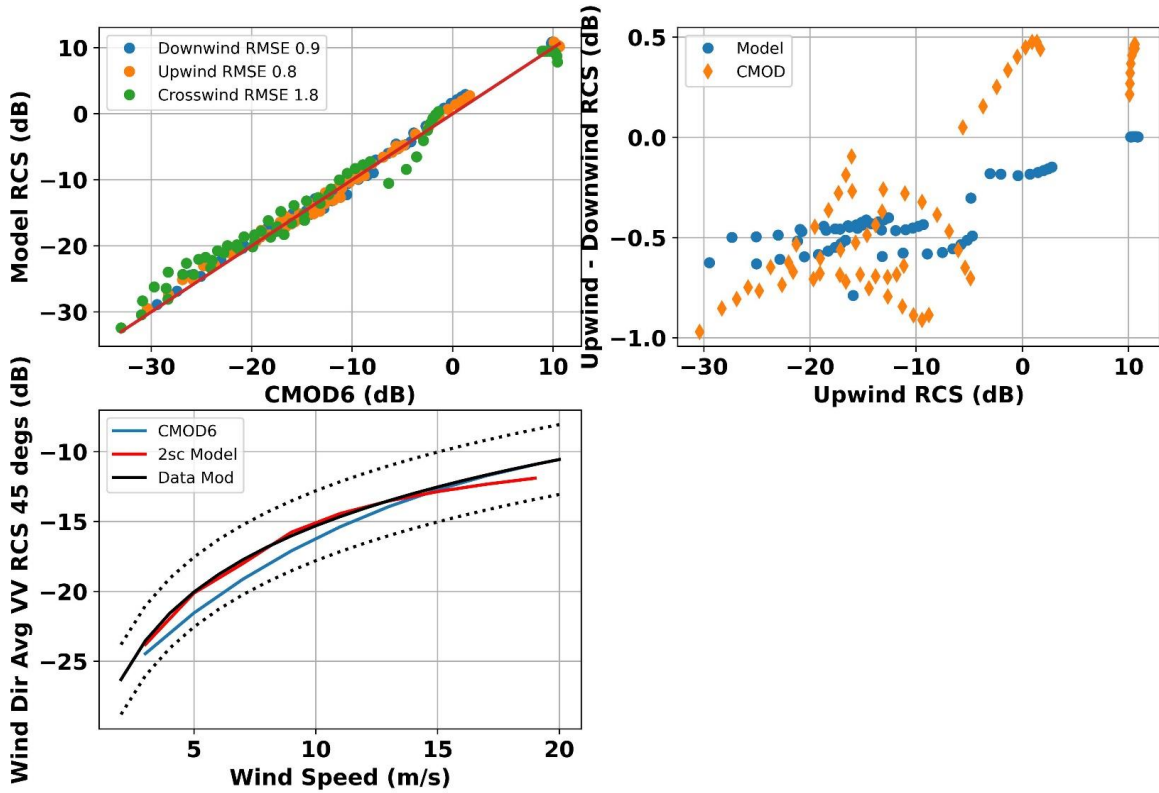 Model RCS (dB)
10
0
−10
−20
−30
Downwind RMSE 0.9
Upwind RMSE 0.8
Crosswind RMSE 1.8
−30
−20
−10
0
10
CMOD6 (dB)
Upwind - Downwind RCS (dB)
0.5
0.0
−0.5
−1.0
Model
CMOD
−30
−20
−10
0
10
Upwind RCS (dB)
Wind Dir Avg VV RCS 45 degs (dB)
−10
−15
−20
−25
CMOD6
2sc Model
Data Mod
5
10
15
20
Wind Speed (m/s)